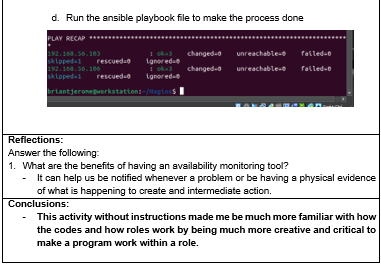 d. Run the ansible playbook file to make the process done
PLAY RECAP ****************************************************************
*
192.168.56.103 : ok=3 changed=0 unreachable=0 failed=0
skipped=1 rescued=0 ignored=0
192.168.56.106 : ok=3 changed=0 unreachable=0 failed=0
skipped=1 rescued=0 ignored=0
briantjerome@workstation:~/Nagios$
Reflections:
Answer the following:
1. What are the benefits of having an availability monitoring tool?
- It can help us be notified whenever a problem or be having a physical evidence
of what is happening to create and intermediate action.
Conclusions:
- This activity without instructions made me be much more familiar with how
the codes and how roles work by being much more creative and critical to
make a program work within a role.